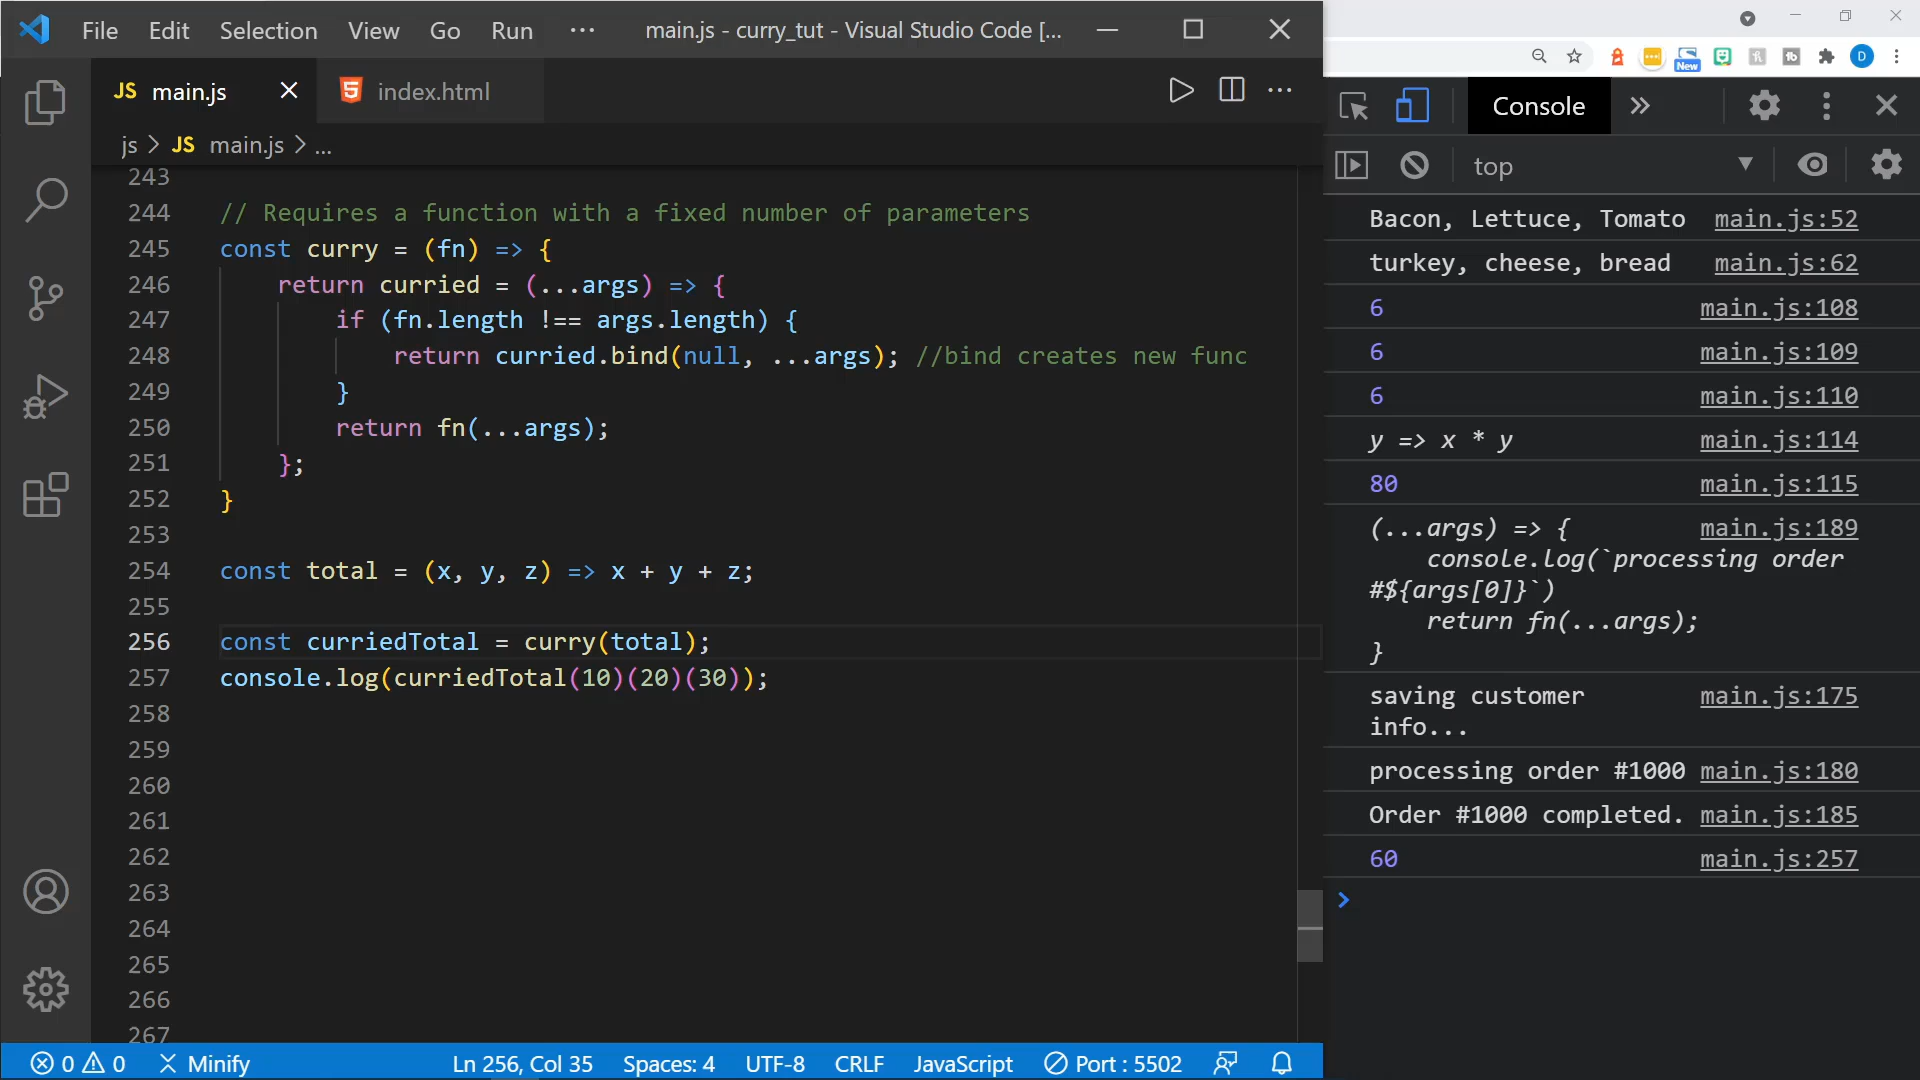 File Edit Selection View Go Run ··· main.js - curry_tut - Visual Studio Code [...
JS main.js index.html
js > JS main.js > ...
243
244 // Requires a function with a fixed number of parameters
245 const curry = (fn) => {
246 return curried = (...args) => {
247 if (fn.length !== args.length) {
248 return curried.bind(null, ...args); //bind creates new func
249 }
250 return fn(...args);
251 };
252 }
253
254 const total = (x, y, z) => x + y + z;
255
256 const curriedTotal = curry(total);
257 console.log(curriedTotal(10)(20)(30));
258
259
260
261
262
263
264
265
266
267
0 0 Minify Ln 256, Col 35 Spaces: 4 UTF-8 CRLF JavaScript Port : 5502
New D
Console
top
Bacon, Lettuce, Tomato main.js:52
turkey, cheese, bread main.js:62
6 main.js:108
6 main.js:109
6 main.js:110
y => x * y main.js:114
80 main.js:115
(...args) => { main.js:189
console.log(`processing order
#${args[0]}`)
return fn(...args);
}
saving customer main.js:175
info...
processing order #1000 main.js:180
Order #1000 completed. main.js:185
60 main.js:257